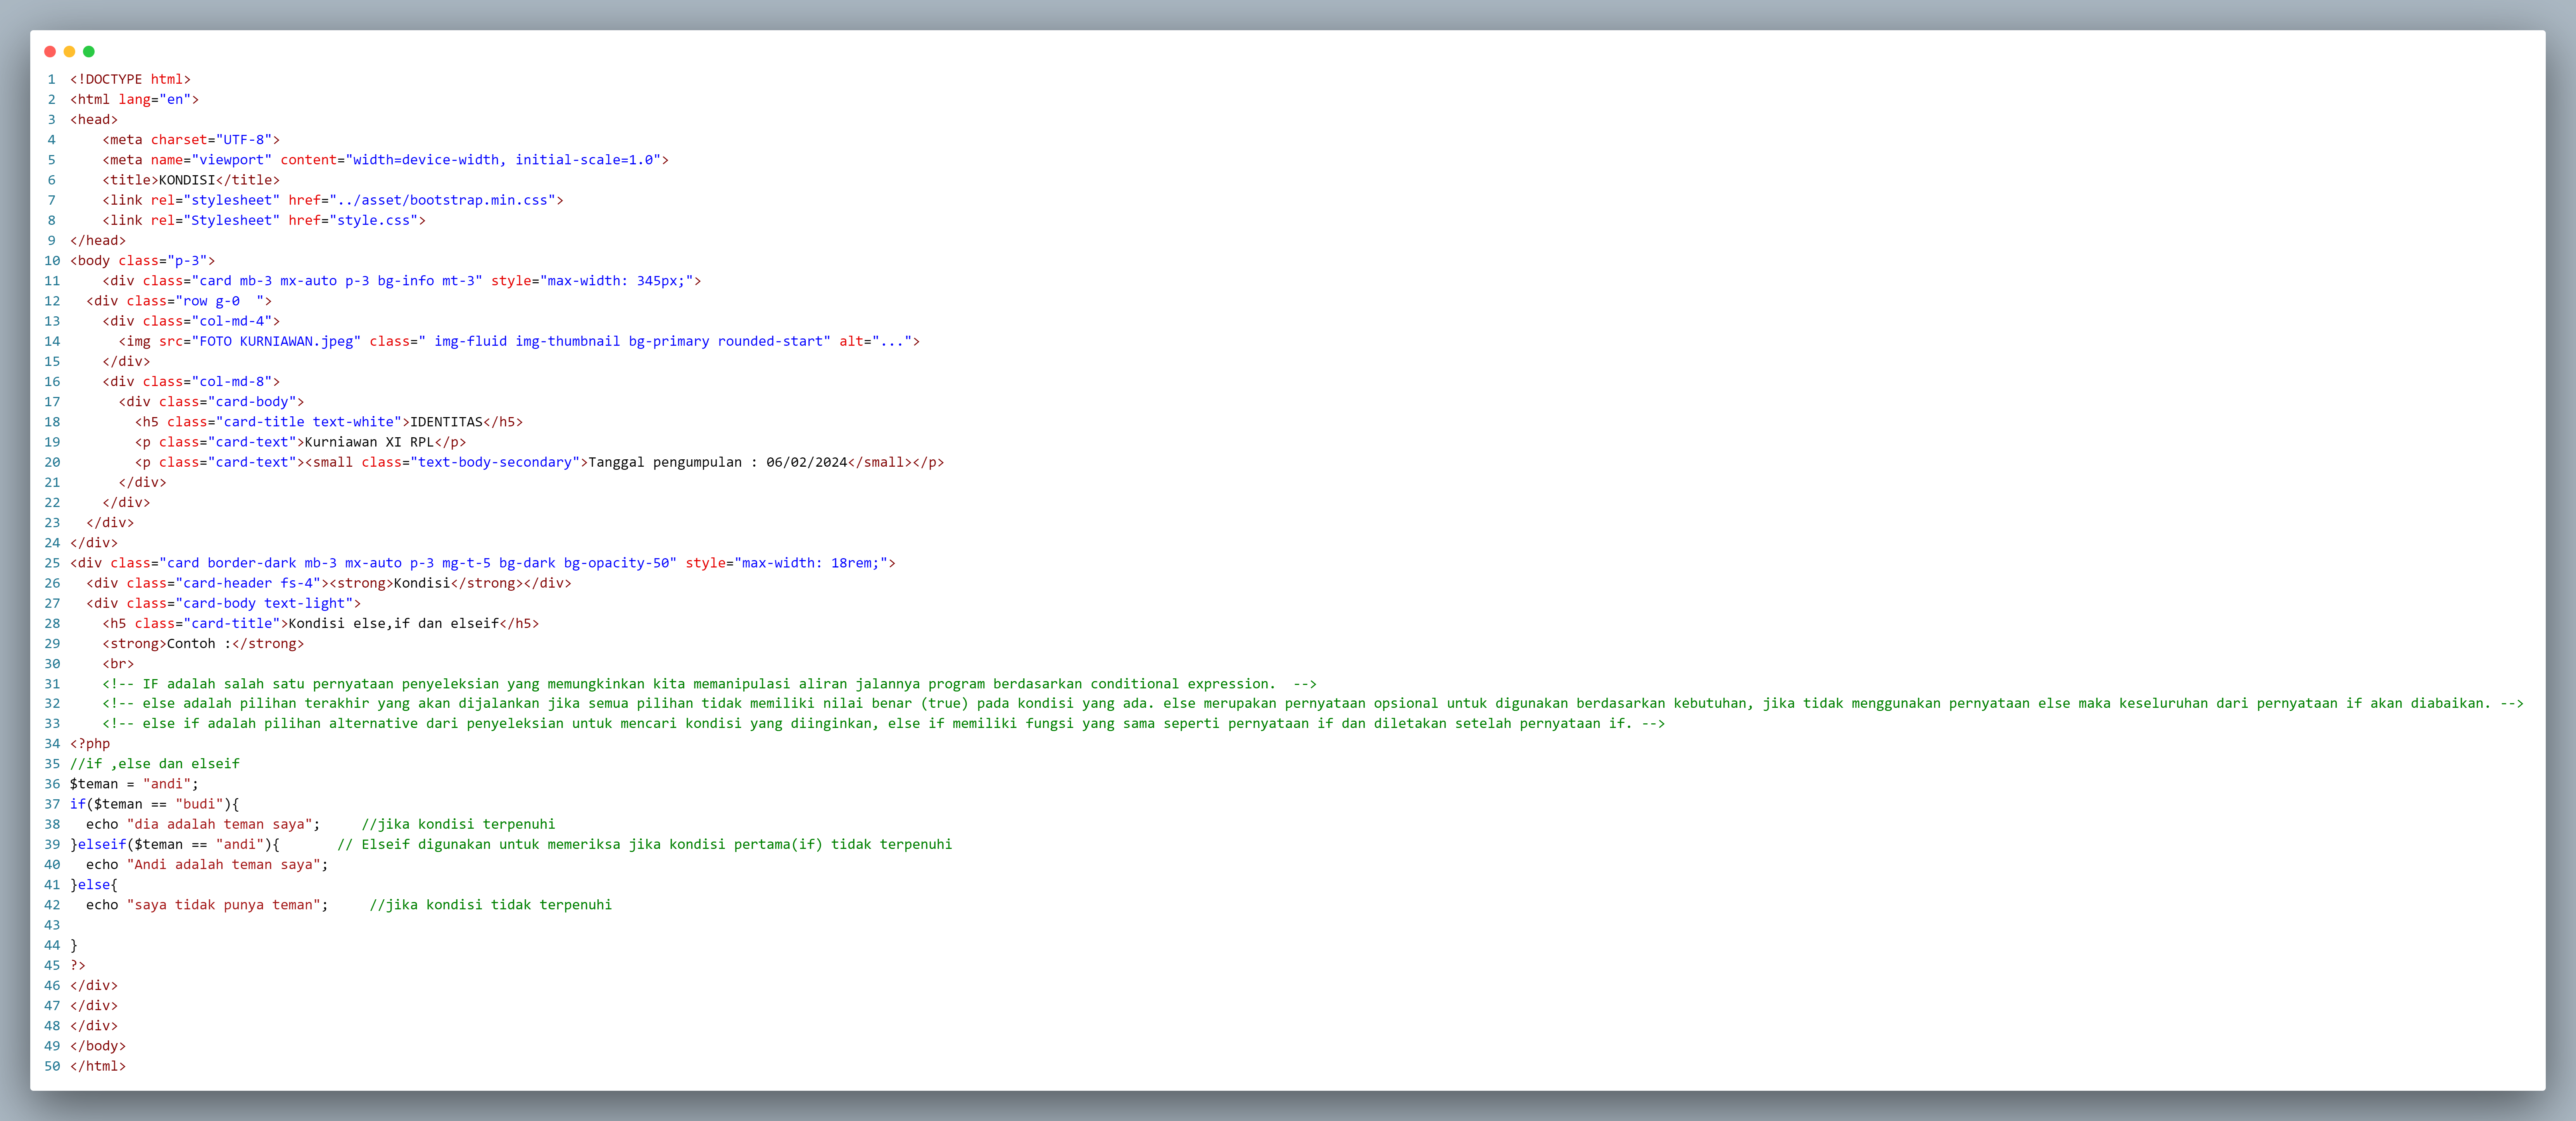 1 <!DOCTYPE html>
2 <html lang="en">
3 <head>
4     <meta charset="UTF-8">
5     <meta name="viewport" content="width=device-width, initial-scale=1.0">
6     <title>KONDISI</title>
7     <link rel="stylesheet" href="../asset/bootstrap.min.css">
8     <link rel="Stylesheet" href="style.css">
9 </head>
10 <body class="p-3">
11     <div class="card mb-3 mx-auto p-3 bg-info mt-3" style="max-width: 345px;">
12   <div class="row g-0  ">
13     <div class="col-md-4">
14       <img src="FOTO KURNIAWAN.jpeg" class=" img-fluid img-thumbnail bg-primary rounded-start" alt="...">
15     </div>
16     <div class="col-md-8">
17       <div class="card-body">
18         <h5 class="card-title text-white">IDENTITAS</h5>
19         <p class="card-text">Kurniawan XI RPL</p>
20         <p class="card-text"><small class="text-body-secondary">Tanggal pengumpulan : 06/02/2024</small></p>
21       </div>
22     </div>
23   </div>
24 </div>
25 <div class="card border-dark mb-3 mx-auto p-3 mg-t-5 bg-dark bg-opacity-50" style="max-width: 18rem;">
26   <div class="card-header fs-4"><strong>Kondisi</strong></div>
27   <div class="card-body text-light">
28     <h5 class="card-title">Kondisi else,if dan elseif</h5>
29     <strong>Contoh :</strong>
30     <br>
31     <!-- IF adalah salah satu pernyataan penyeleksian yang memungkinkan kita memanipulasi aliran jalannya program berdasarkan conditional expression.  -->
32     <!-- else adalah pilihan terakhir yang akan dijalankan jika semua pilihan tidak memiliki nilai benar (true) pada kondisi yang ada. else merupakan pernyataan opsional untuk digunakan berdasarkan kebutuhan, jika tidak menggunakan pernyataan else maka keseluruhan dari pernyataan if akan diabaikan. -->
33     <!-- else if adalah pilihan alternative dari penyeleksian untuk mencari kondisi yang diinginkan, else if memiliki fungsi yang sama seperti pernyataan if dan diletakan setelah pernyataan if. -->
34 <?php
35 //if ,else dan elseif
36 $teman = "andi";
37 if($teman == "budi"){
38   echo "dia adalah teman saya";     //jika kondisi terpenuhi
39 }elseif($teman == "andi"){       // Elseif digunakan untuk memeriksa jika kondisi pertama(if) tidak terpenuhi
40   echo "Andi adalah teman saya";
41 }else{
42   echo "saya tidak punya teman";     //jika kondisi tidak terpenuhi
43
44 }
45 ?>
46 </div>
47 </div>
48 </div>
49 </body>
50 </html>